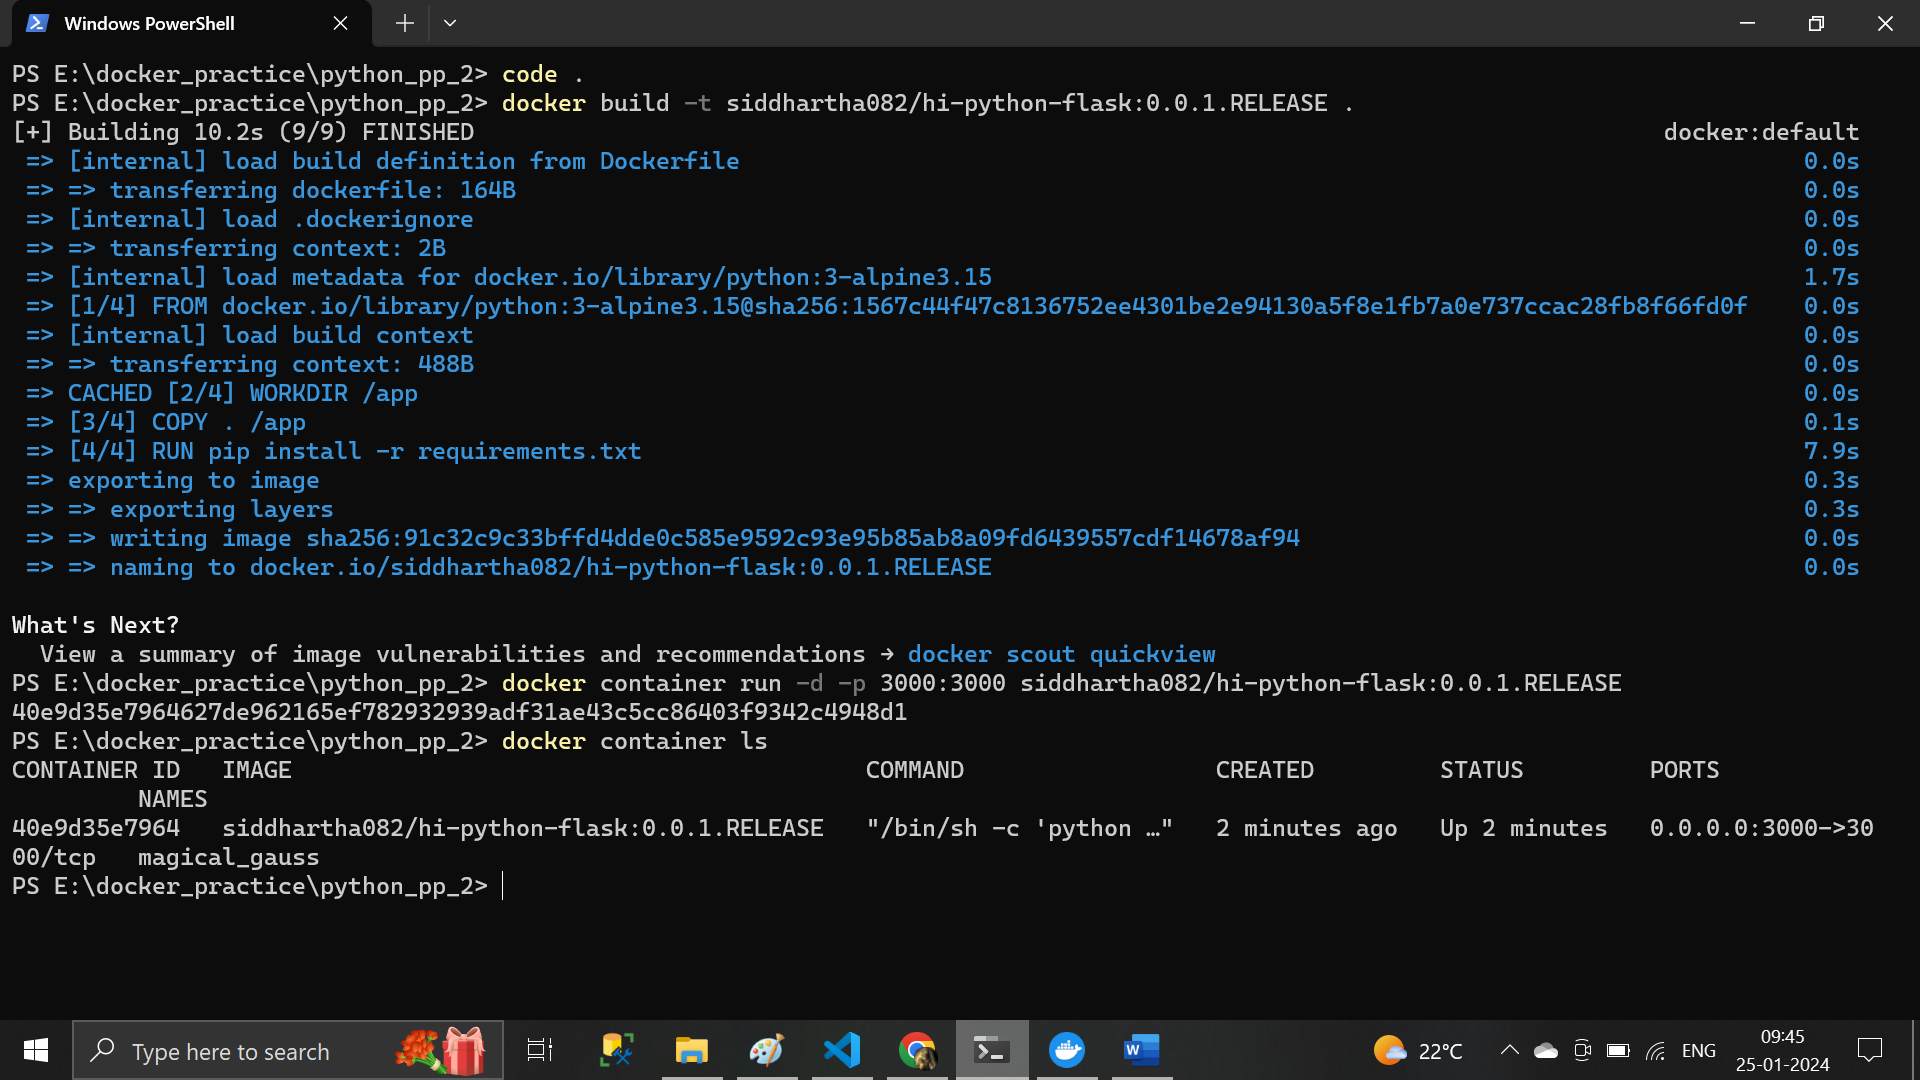 Windows PowerShell
PS E:\docker_practice\python_pp_2> code .
PS E:\docker_practice\python_pp_2> docker build -t siddhartha082/hi-python-flask:0.0.1.RELEASE .
[+] Building 10.2s (9/9) FINISHED docker:default
=> [internal] load build definition from Dockerfile 0.0s
=> => transferring dockerfile: 164B 0.0s
=> [internal] load .dockerignore 0.0s
=> => transferring context: 2B 0.0s
=> [internal] load metadata for docker.io/library/python:3-alpine3.15 1.7s
=> [1/4] FROM docker.io/library/python:3-alpine3.15@sha256:1567c44f47c8136752ee4301be2e94130a5f8e1fb7a0e737ccac28fb8f66fd0f 0.0s
=> [internal] load build context 0.0s
=> => transferring context: 488B 0.0s
=> CACHED [2/4] WORKDIR /app 0.0s
=> [3/4] COPY . /app 0.1s
=> [4/4] RUN pip install -r requirements.txt 7.9s
=> exporting to image 0.3s
=> => exporting layers 0.3s
=> => writing image sha256:91c32c9c33bffd4dde0c585e9592c93e95b85ab8a09fd6439557cdf14678af94 0.0s
=> => naming to docker.io/siddhartha082/hi-python-flask:0.0.1.RELEASE 0.0s
What's Next?
View a summary of image vulnerabilities and recommendations → docker scout quickview
PS E:\docker_practice\python_pp_2> docker container run -d -p 3000:3000 siddhartha082/hi-python-flask:0.0.1.RELEASE
40e9d35e7964627de962165ef782932939adf31ae43c5cc86403f9342c4948d1
PS E:\docker_practice\python_pp_2> docker container ls
CONTAINER ID IMAGE COMMAND CREATED STATUS PORTS
NAMES
40e9d35e7964 siddhartha082/hi-python-flask:0.0.1.RELEASE "/bin/sh -c 'python …" 2 minutes ago Up 2 minutes 0.0.0.0:3000->30
00/tcp magical_gauss
PS E:\docker_practice\python_pp_2>
Type here to search
W
22°C
ENG
09:45
25-01-2024